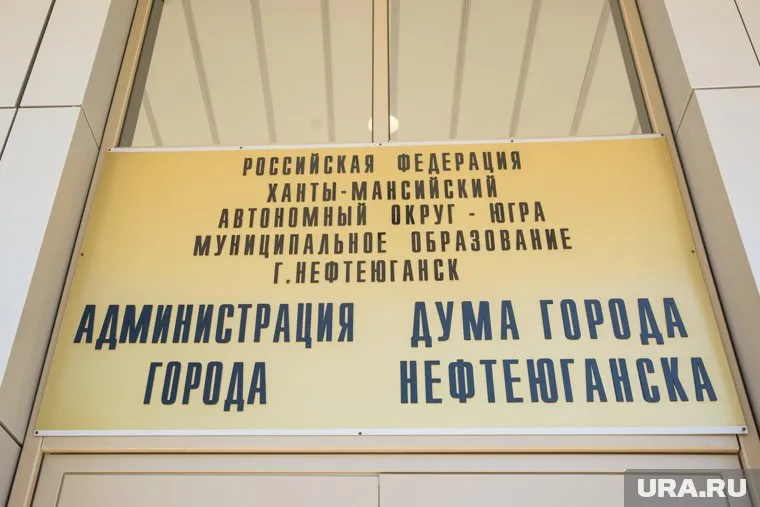 РОССИЙСКАЯ ФЕДЕРАЦИЯ
ХАНТЫ-МАНСИЙСКИЙ
АВТОНОМНЫЙ ОКРУГ - ЮГРА
МУНИЦИПАЛЬНОЕ ОБРАЗОВАНИЕ
Г.НЕФТЕЮГАНСК
АДМИНИСТРАЦИЯ
ГОРОДА
ДУМА ГОРОДА
НЕФТЕЮГАНСКА
URA.RU